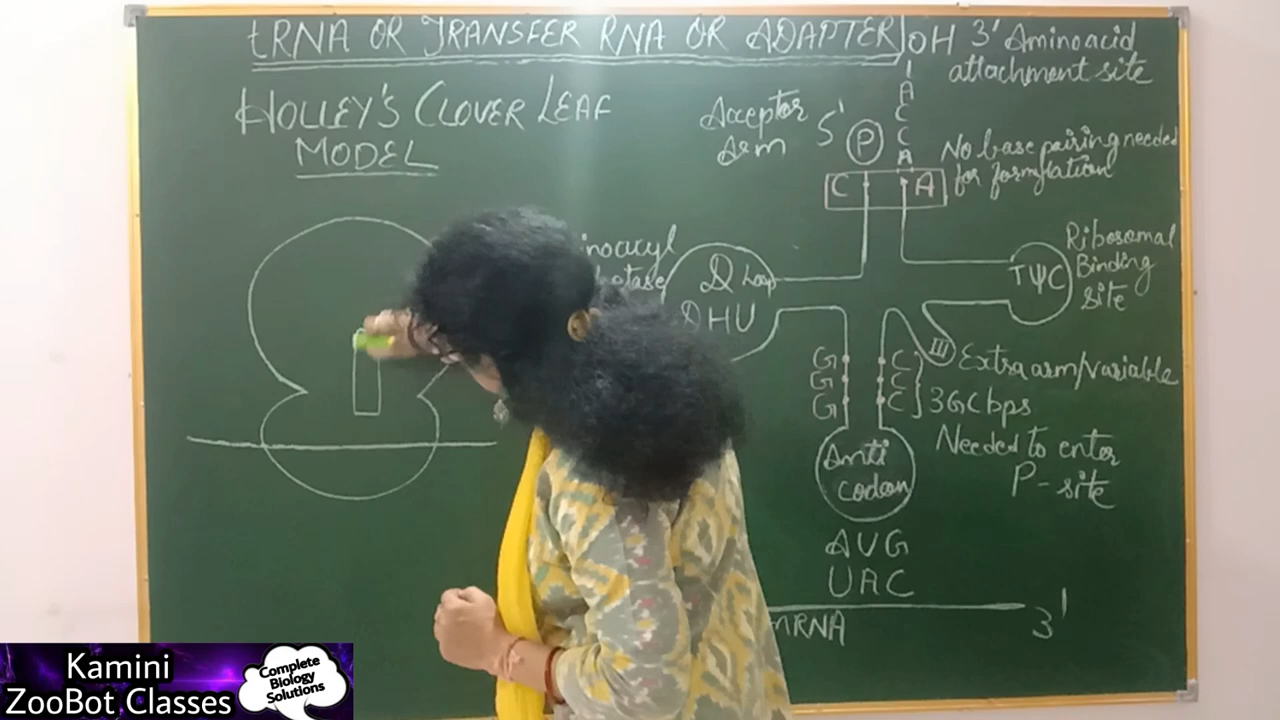 tRNA OR TRANSFER RNA OR ADAPTER
HOLLEY'S CLOVER LEAF
MODEL
OH 3' Aminoacid
attachment site
A
C
C
A
Acceptor
Arm
5'
P
C A
No base pairing needed
for formylation
D Loop
DHU
TΨC
Ribosomal
Binding
site
III
Extra arm/variable
G C
G C
G C
3GC bps
Needed to enter
P-site
Anti
codon
AUG
UAC
mRNA
3'
Kamini
ZooBot Classes
Complete
Biology
Solutions